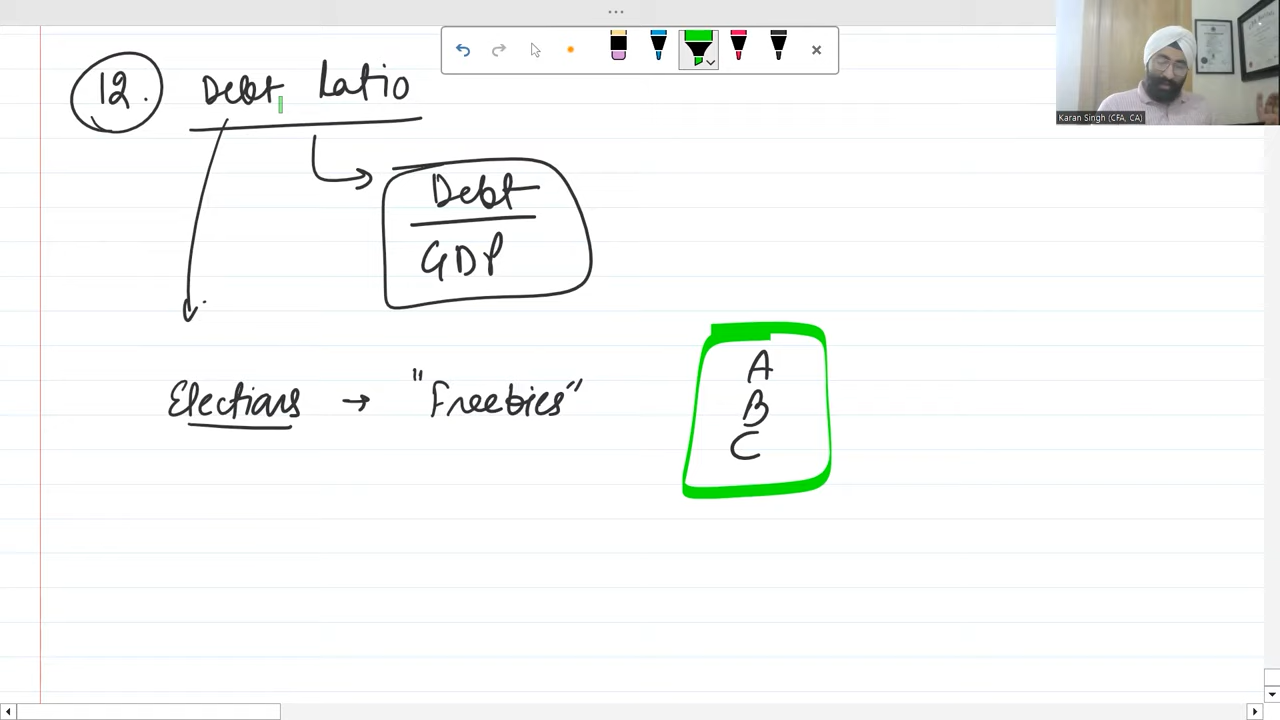 12. Debt Ratio
Debt
GDP
Elections → "Freebies"
A
B
C
Karan Singh (CFA, CA)